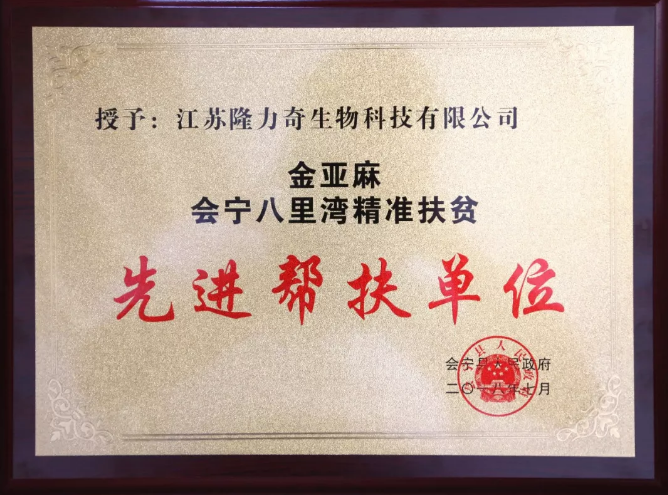 授予：江苏隆力奇生物科技有限公司
金亚麻
会宁八里湾精准扶贫
先进帮扶单位
会宁县人民政府
二〇一八年七月